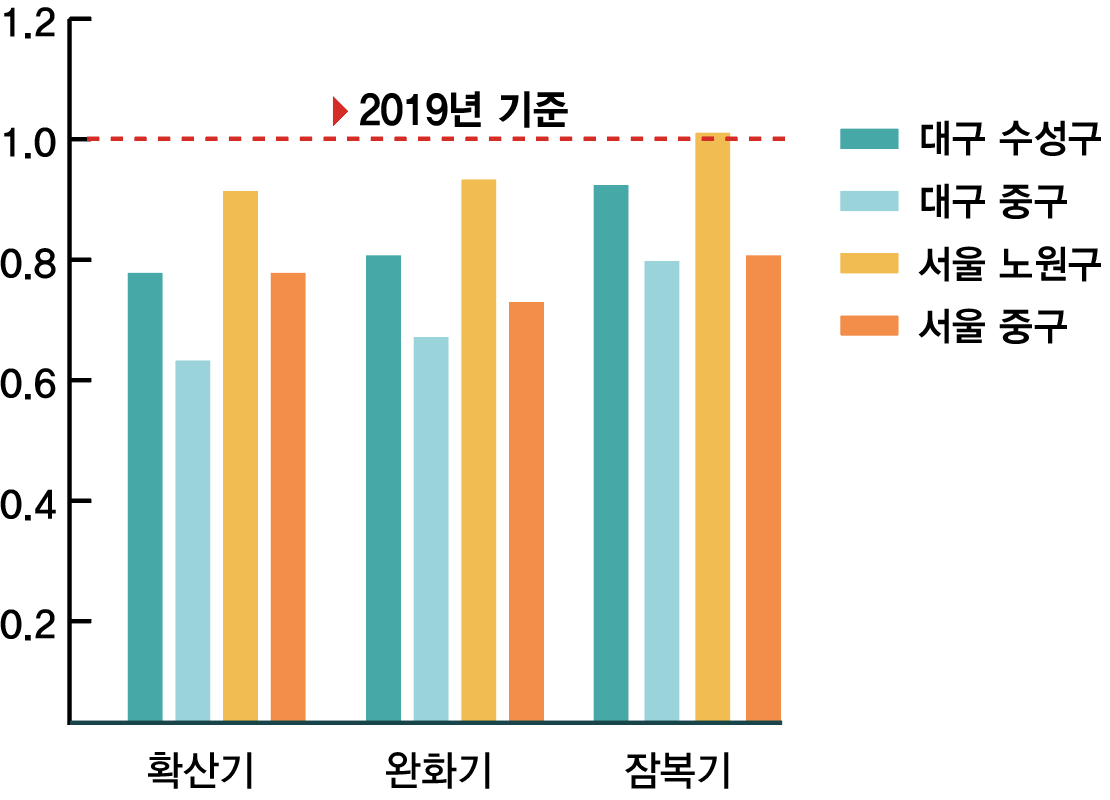 1.2
1.0
0.8
0.6
0.4
0.2
▶ 2019년 기준
대구 수성구
대구 중구
서울 노원구
서울 중구
확산기
완화기
잠복기